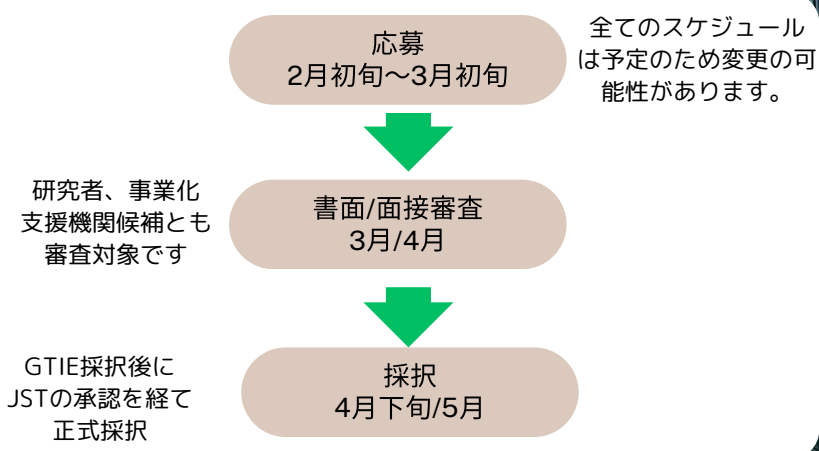 応募
2月初旬～3月初旬
全てのスケジュール
は予定のため変更の可
能性があります。
研究者、事業化
支援機関候補とも
審査対象です
書面/面接審査
3月/4月
GTIE採択後に
JSTの承認を経て
正式採択
採択
4月下旬/5月